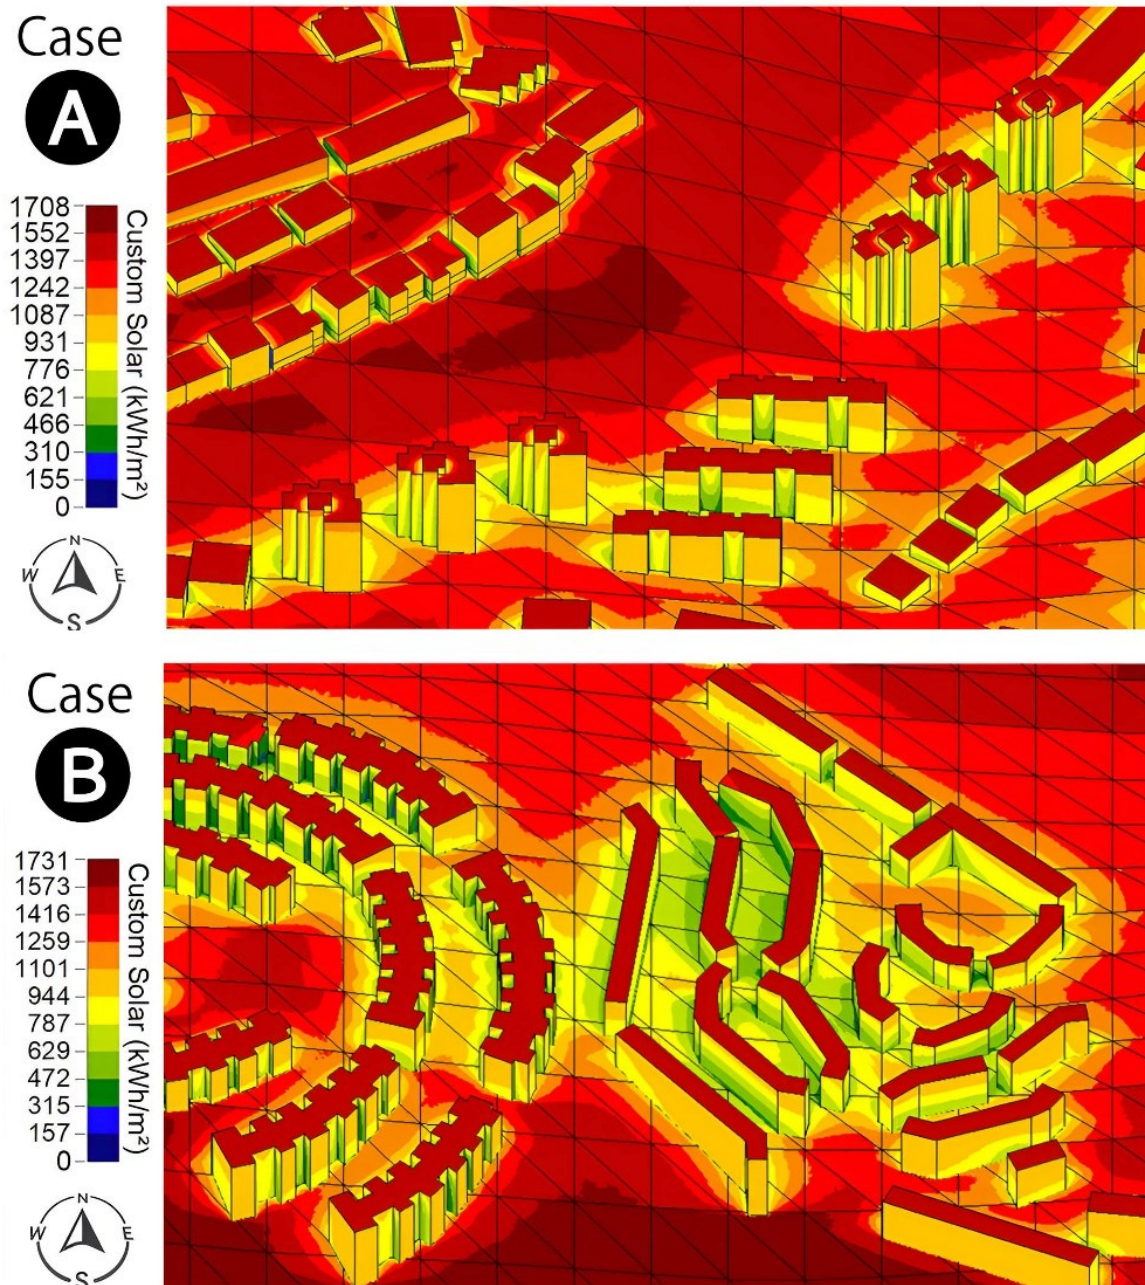 Case
A
1708
1552
1397
1242
1087
931
776
621
466
310
155
0
Custom Solar (kWh/m²)
N
W E
S
Case
B
1731
1573
1416
1259
1101
944
787
629
472
315
157
0
Custom Solar (kWh/m²)
N
W E
S